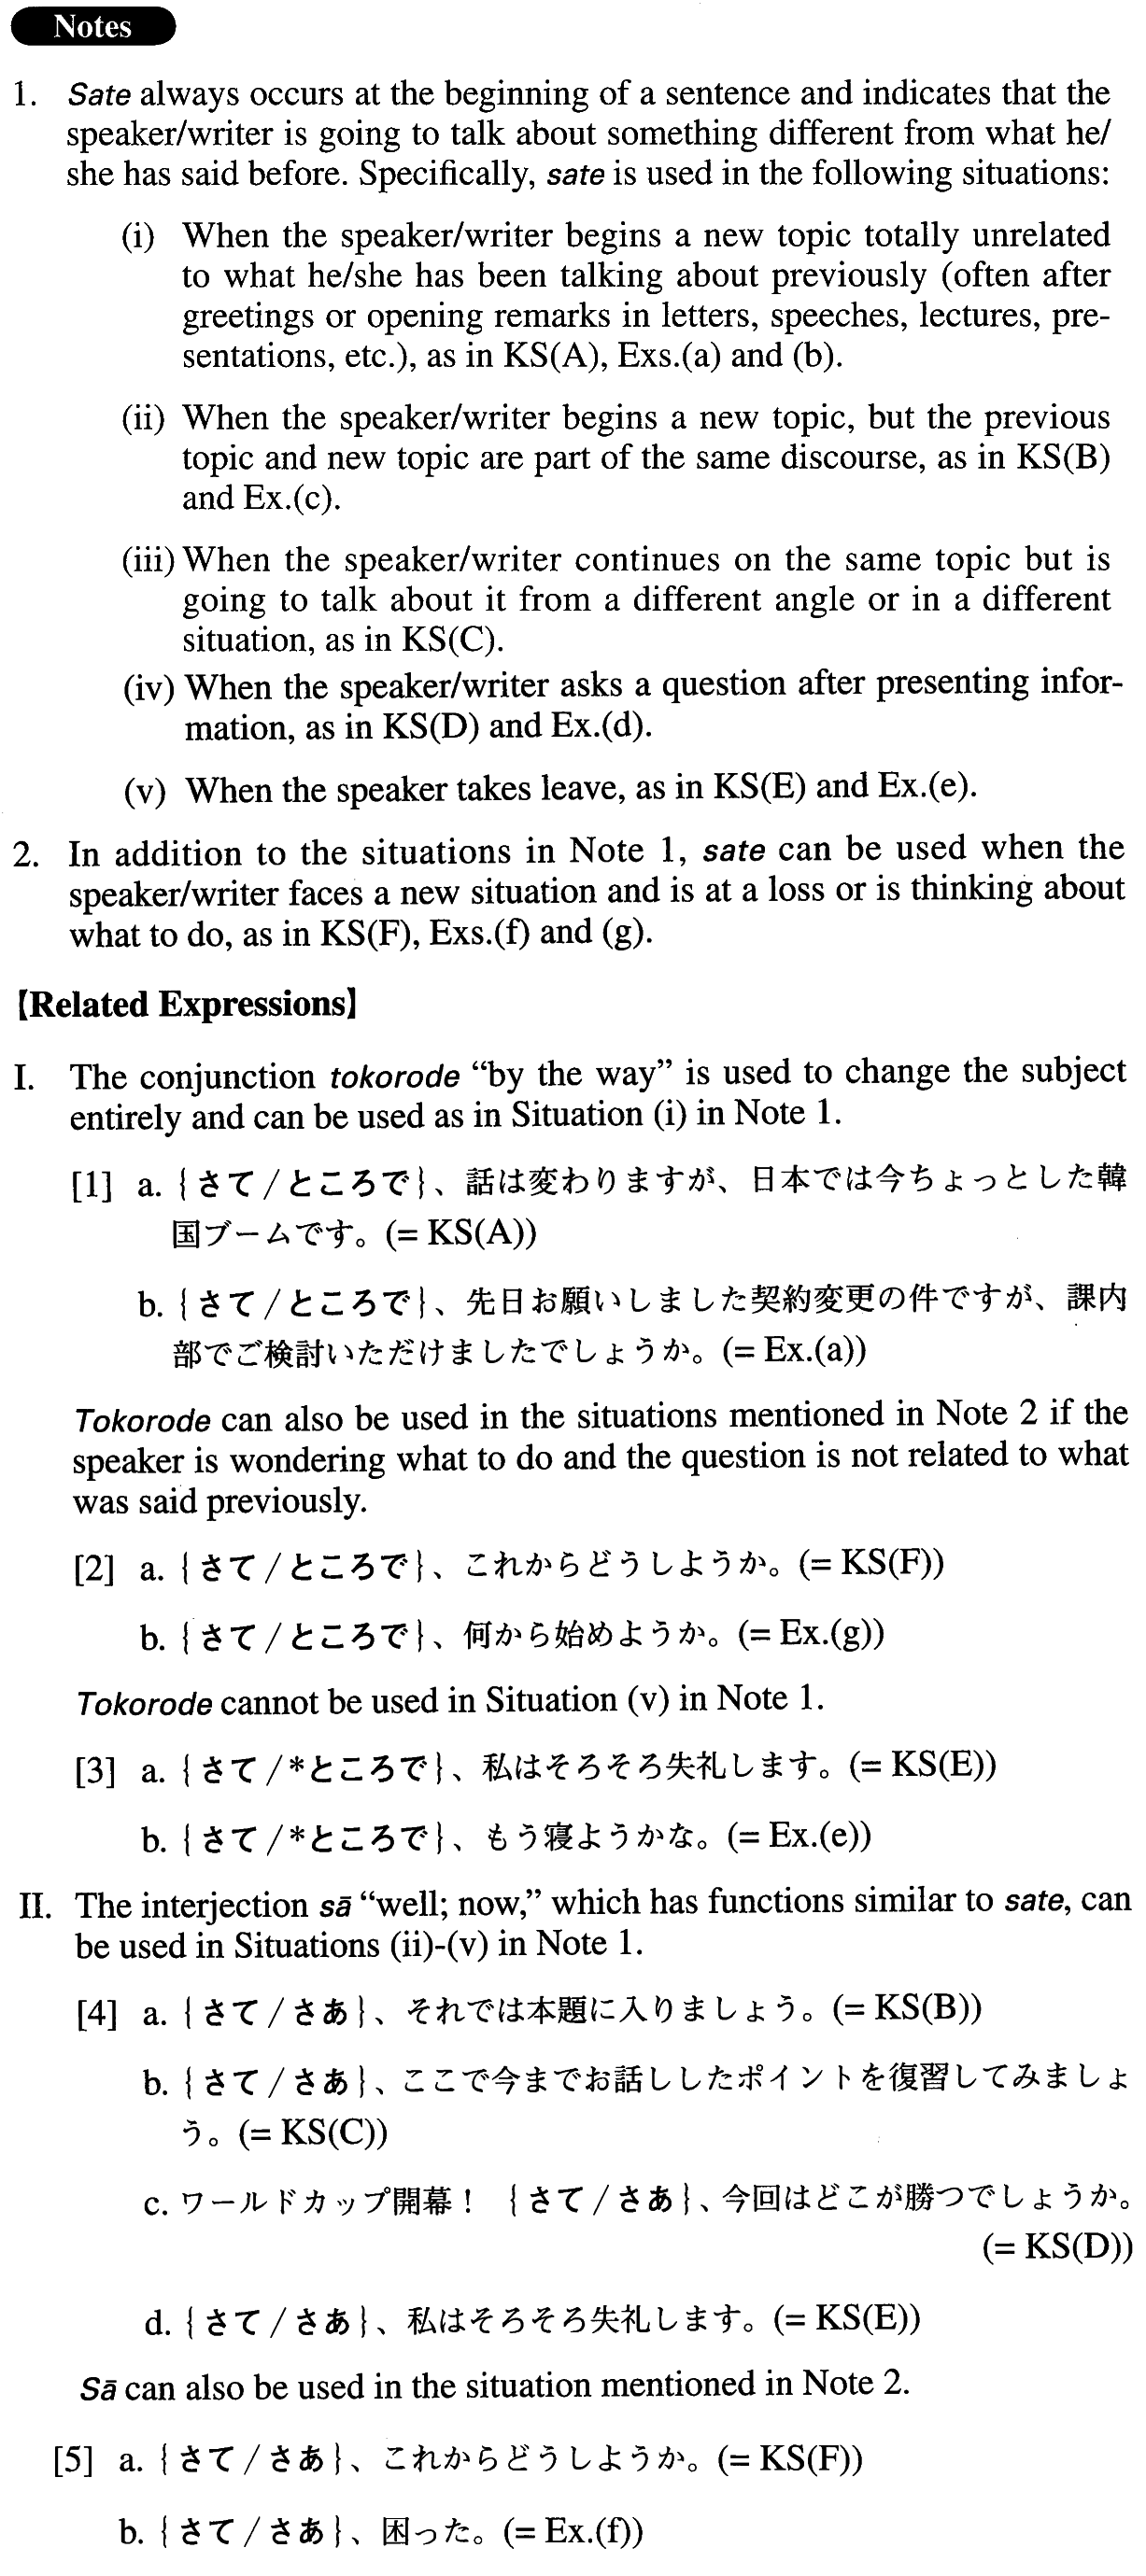 Notes
1. Sate always occurs at the beginning of a sentence and indicates that the
speaker/writer is going to talk about something different from what he/
she has said before. Specifically, sate is used in the following situations:
(i) When the speaker/writer begins a new topic totally unrelated
to what he/she has been talking about previously (often after
greetings or opening remarks in letters, speeches, lectures, pre-
sentations, etc.), as in KS(A), Exs.(a) and (b).
(ii) When the speaker/writer begins a new topic, but the previous
topic and new topic are part of the same discourse, as in KS(B)
and Ex.(c).
(iii) When the speaker/writer continues on the same topic but is
going to talk about it from a different angle or in a different
situation, as in KS(C).
(iv) When the speaker/writer asks a question after presenting infor-
mation, as in KS(D) and Ex.(d).
(v) When the speaker takes leave, as in KS(E) and Ex.(e).
2. In addition to the situations in Note 1, sate can be used when the
speaker/writer faces a new situation and is at a loss or is thinking about
what to do, as in KS(F), Exs.(f) and (g).
【Related Expressions】
I. The conjunction tokorode “by the way” is used to change the subject
entirely and can be used as in Situation (i) in Note 1.
[1] a. {さて/ところで}、話は変わりますが、日本では今ちょっとした韓
国ブームです。(= KS(A))
b. {さて/ところで}、先日お願いしました契約変更の件ですが、課内
部でご検討いただけましたでしょうか。(= Ex.(a))
Tokorode can also be used in the situations mentioned in Note 2 if the
speaker is wondering what to do and the question is not related to what
was said previously.
[2] a. {さて/ところで}、これからどうしようか。(= KS(F))
b. {さて/ところで}、何から始めようか。(= Ex.(g))
Tokorode cannot be used in Situation (v) in Note 1.
[3] a. {さて/*ところで}、私はそろそろ失礼します。(= KS(E))
b. {さて/*ところで}、もう寝ようかな。(= Ex.(e))
II. The interjection sā “well; now,” which has functions similar to sate, can
be used in Situations (ii)-(v) in Note 1.
[4] a. {さて/さあ}、それでは本題に入りましょう。(= KS(B))
b. {さて/さあ}、ここで今までお話ししたポイントを復習してみましょ
う。(= KS(C))
c. ワールドカップ開幕! {さて/さあ}、今回はどこが勝つでしょうか。
(= KS(D))
d. {さて/さあ}、私はそろそろ失礼します。(= KS(E))
Sā can also be used in the situation mentioned in Note 2.
[5] a. {さて/さあ}、これからどうしようか。(= KS(F))
b. {さて/さあ}、困った。(= Ex.(f))